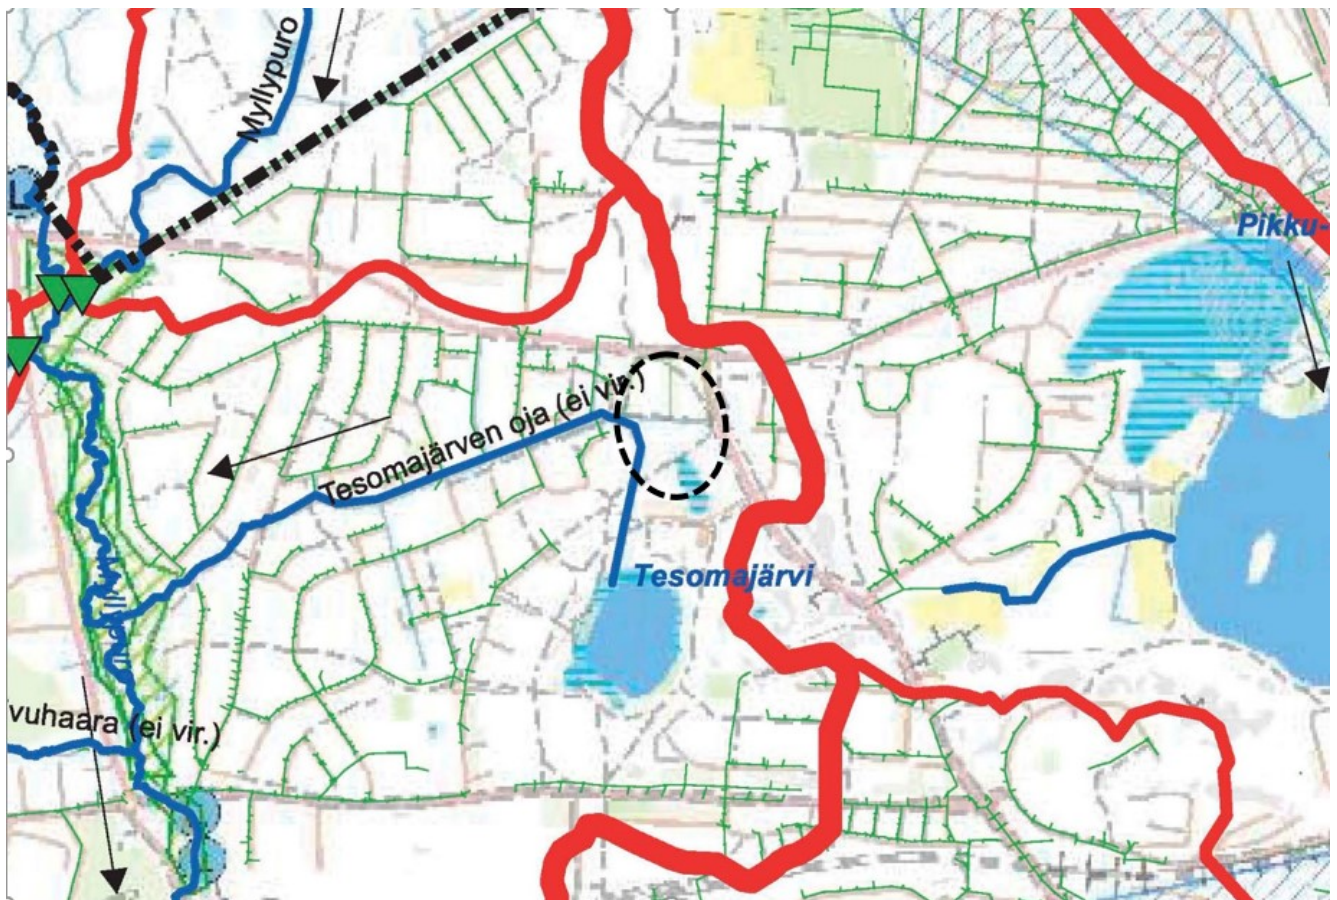 Myllypuro
L
Pikku-
Tesomajärven oja (ei vir.)
Tesomajärvi
vuhaara (ei vir.)